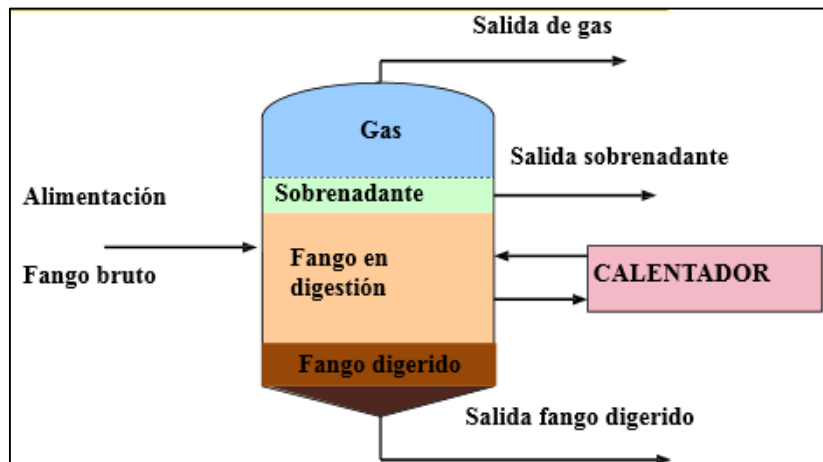 Salida de gas
Gas
Salida sobrenadante
Alimentación
Sobrenadante
Fango bruto
Fango en
digestión
CALENTADOR
Fango digerido
Salida fango digerido